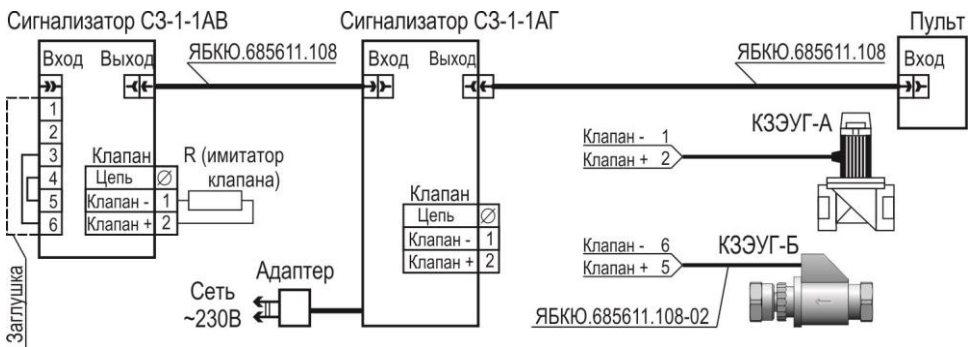 Сигнализатор СЗ-1-1АВ
Сигнализатор СЗ-1-1АГ
Пульт
Вход
Выход
ЯБКЮ.685611.108
Вход
Выход
ЯБКЮ.685611.108
Вход
1
2
3
4
5
6
Клапан
Цепь
Клапан - 1
Клапан + 2
R (имитатор
клапана)
Заглушка
Клапан
Цепь
Клапан - 1
Клапан + 2
Адаптер
Сеть
~230В
Клапан - 1
Клапан + 2
КЗЭУГ-А
Клапан - 6
Клапан + 5
КЗЭУГ-Б
ЯБКЮ.685611.108-02